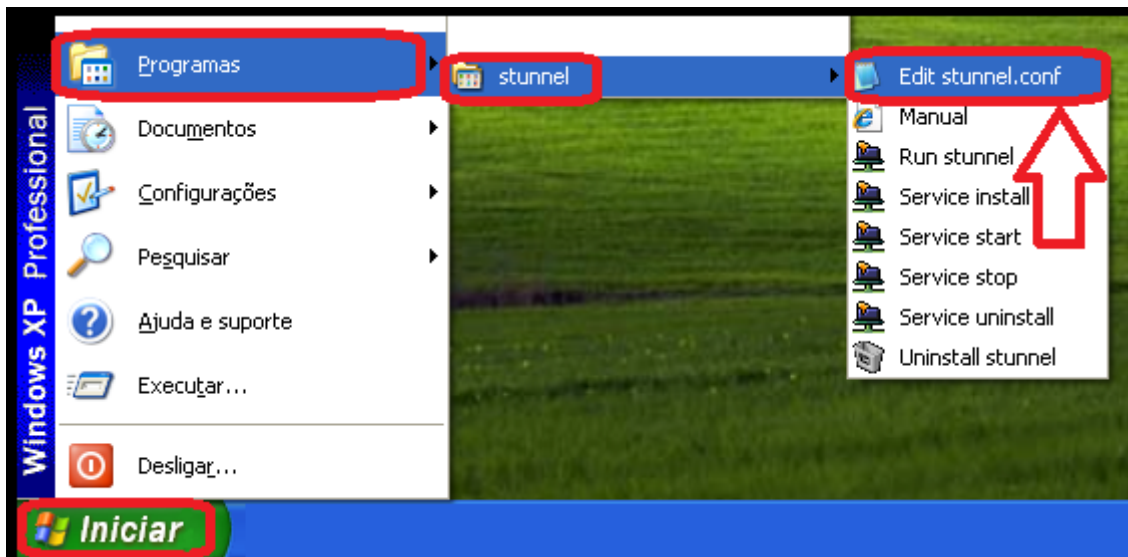 Windows XP Professional
Programas
Documentos
Configurações
Pesquisar
Ajuda e suporte
Executar...
Desligar...
stunnel
Edit stunnel.conf
Manual
Run stunnel
Service install
Service start
Service stop
Service uninstall
Uninstall stunnel
Iniciar